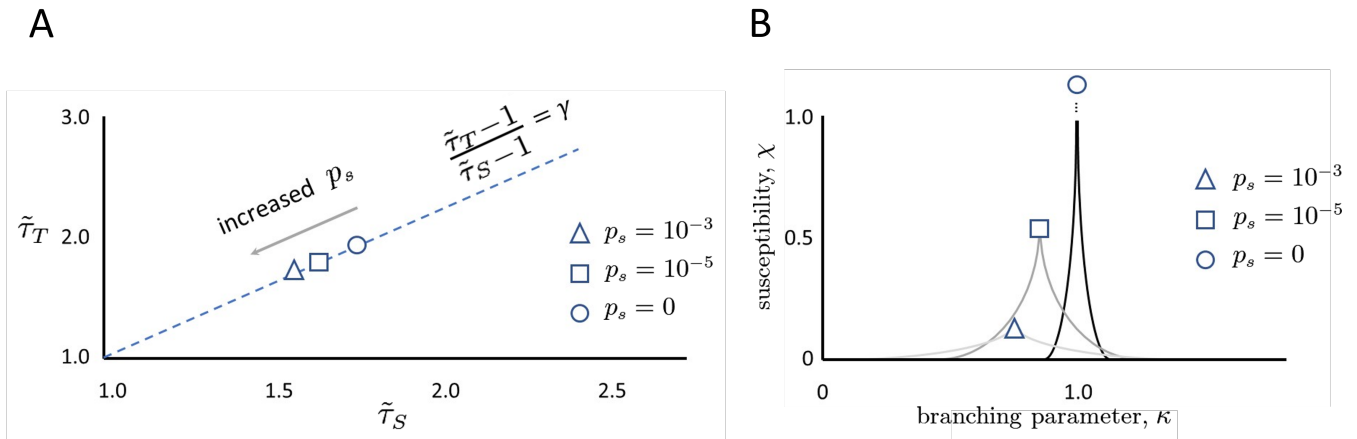 A
3.0
2.0
1.0
τ̃_T
increased p_s
(τ̃_T − 1)/(τ̃_S − 1) = γ
p_s = 10^{-3}
p_s = 10^{-5}
p_s = 0
1.0 1.5 2.0 2.5
τ̃_S
B
1.0
0.5
0
susceptibility, χ
p_s = 10^{-3}
p_s = 10^{-5}
p_s = 0
0 1.0
branching parameter, κ